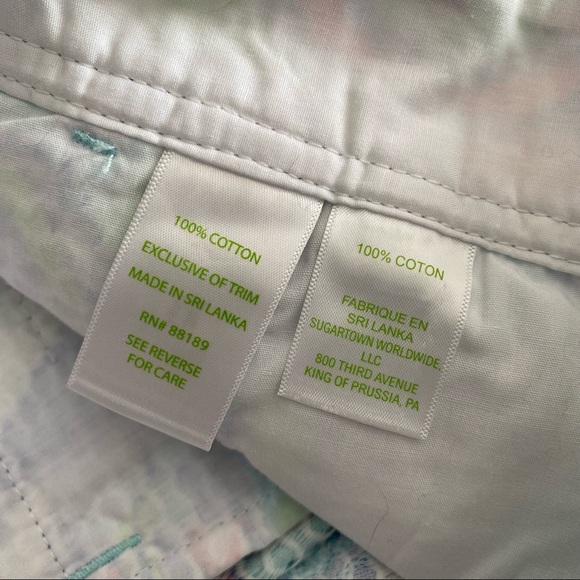 100% COTTON
EXCLUSIVE OF TRIM
MADE IN SRI LANKA
RN# 88189
SEE REVERSE
FOR CARE
100% COTON
FABRIQUE EN
SRI LANKA
SUGARTOWN WORLDWIDE,
LLC
800 THIRD AVENUE
KING OF PRUSSIA, PA